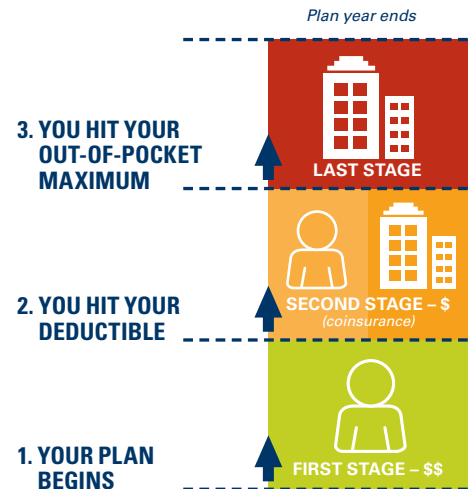 Plan year ends
3. YOU HIT YOUR
OUT-OF-POCKET
MAXIMUM
LAST STAGE
2. YOU HIT YOUR
DEDUCTIBLE
SECOND STAGE – $
(coinsurance)
1. YOUR PLAN
BEGINS
FIRST STAGE – $$